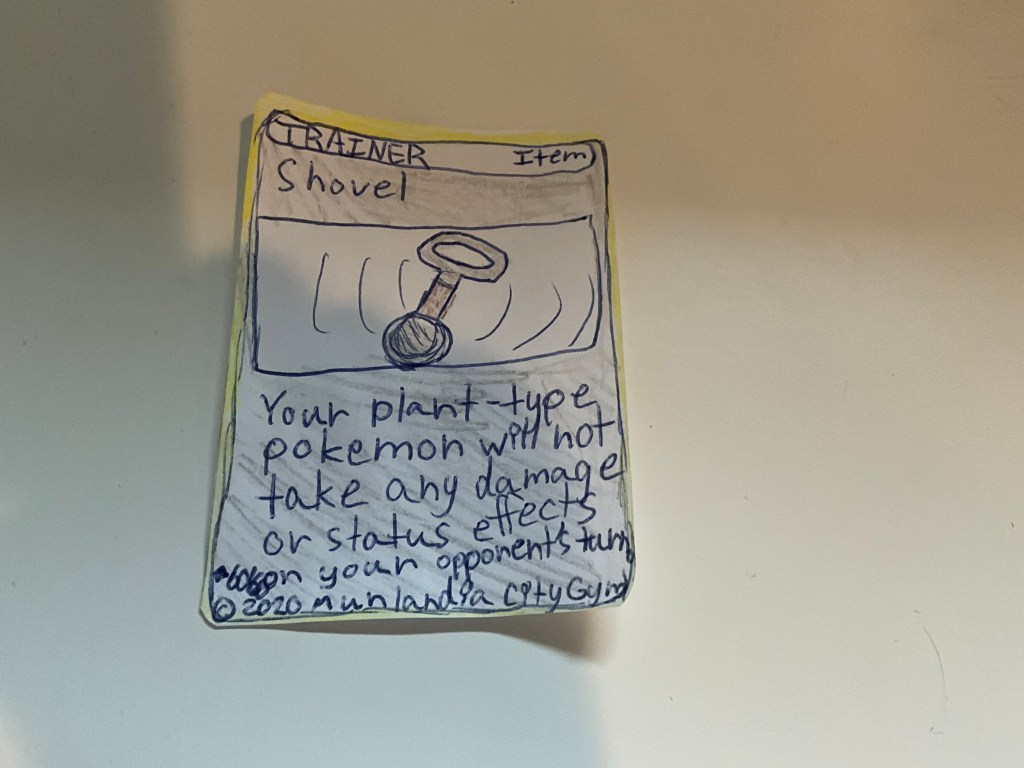 TRAINER Item
Shovel
Your plant-type
pokemon will not
take any damage
or status effects
on your opponents turn
© 2020 Munlandia City Gym